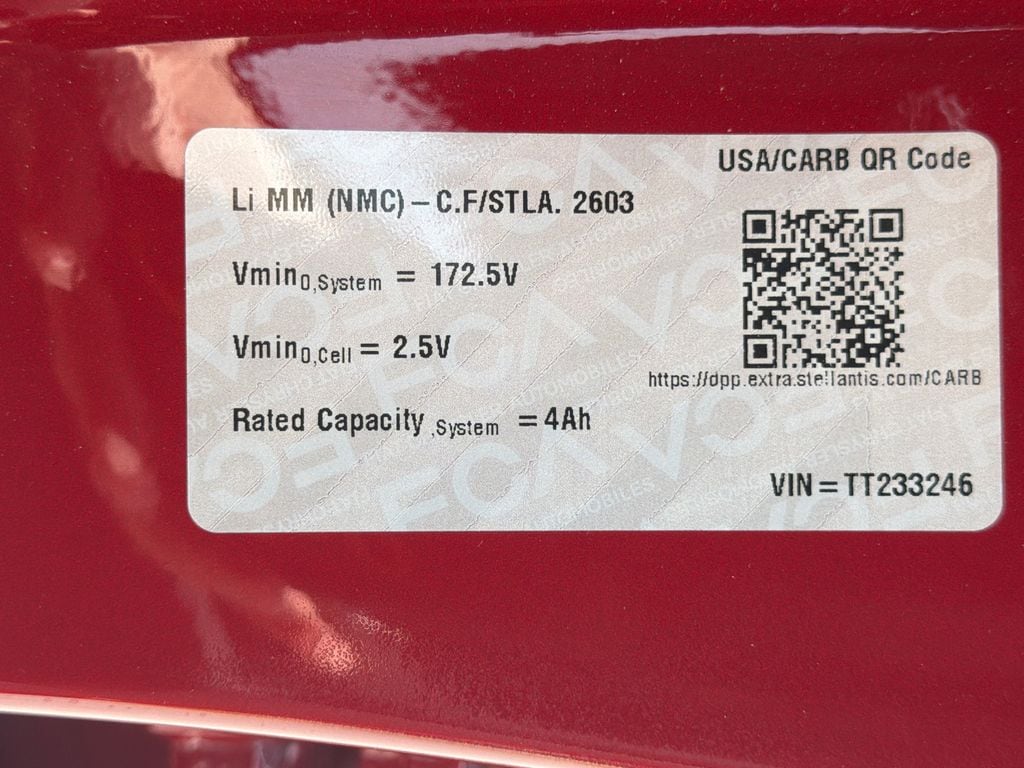 USA/CARB QR Code
Li MM (NMC) – C.F/STLA. 2603
Vmin0,System = 172.5V
Vmin0,Cell = 2.5V
https://dpp.extra.stellantis.com/CARB
Rated Capacity ,System = 4Ah
VIN = TT233246